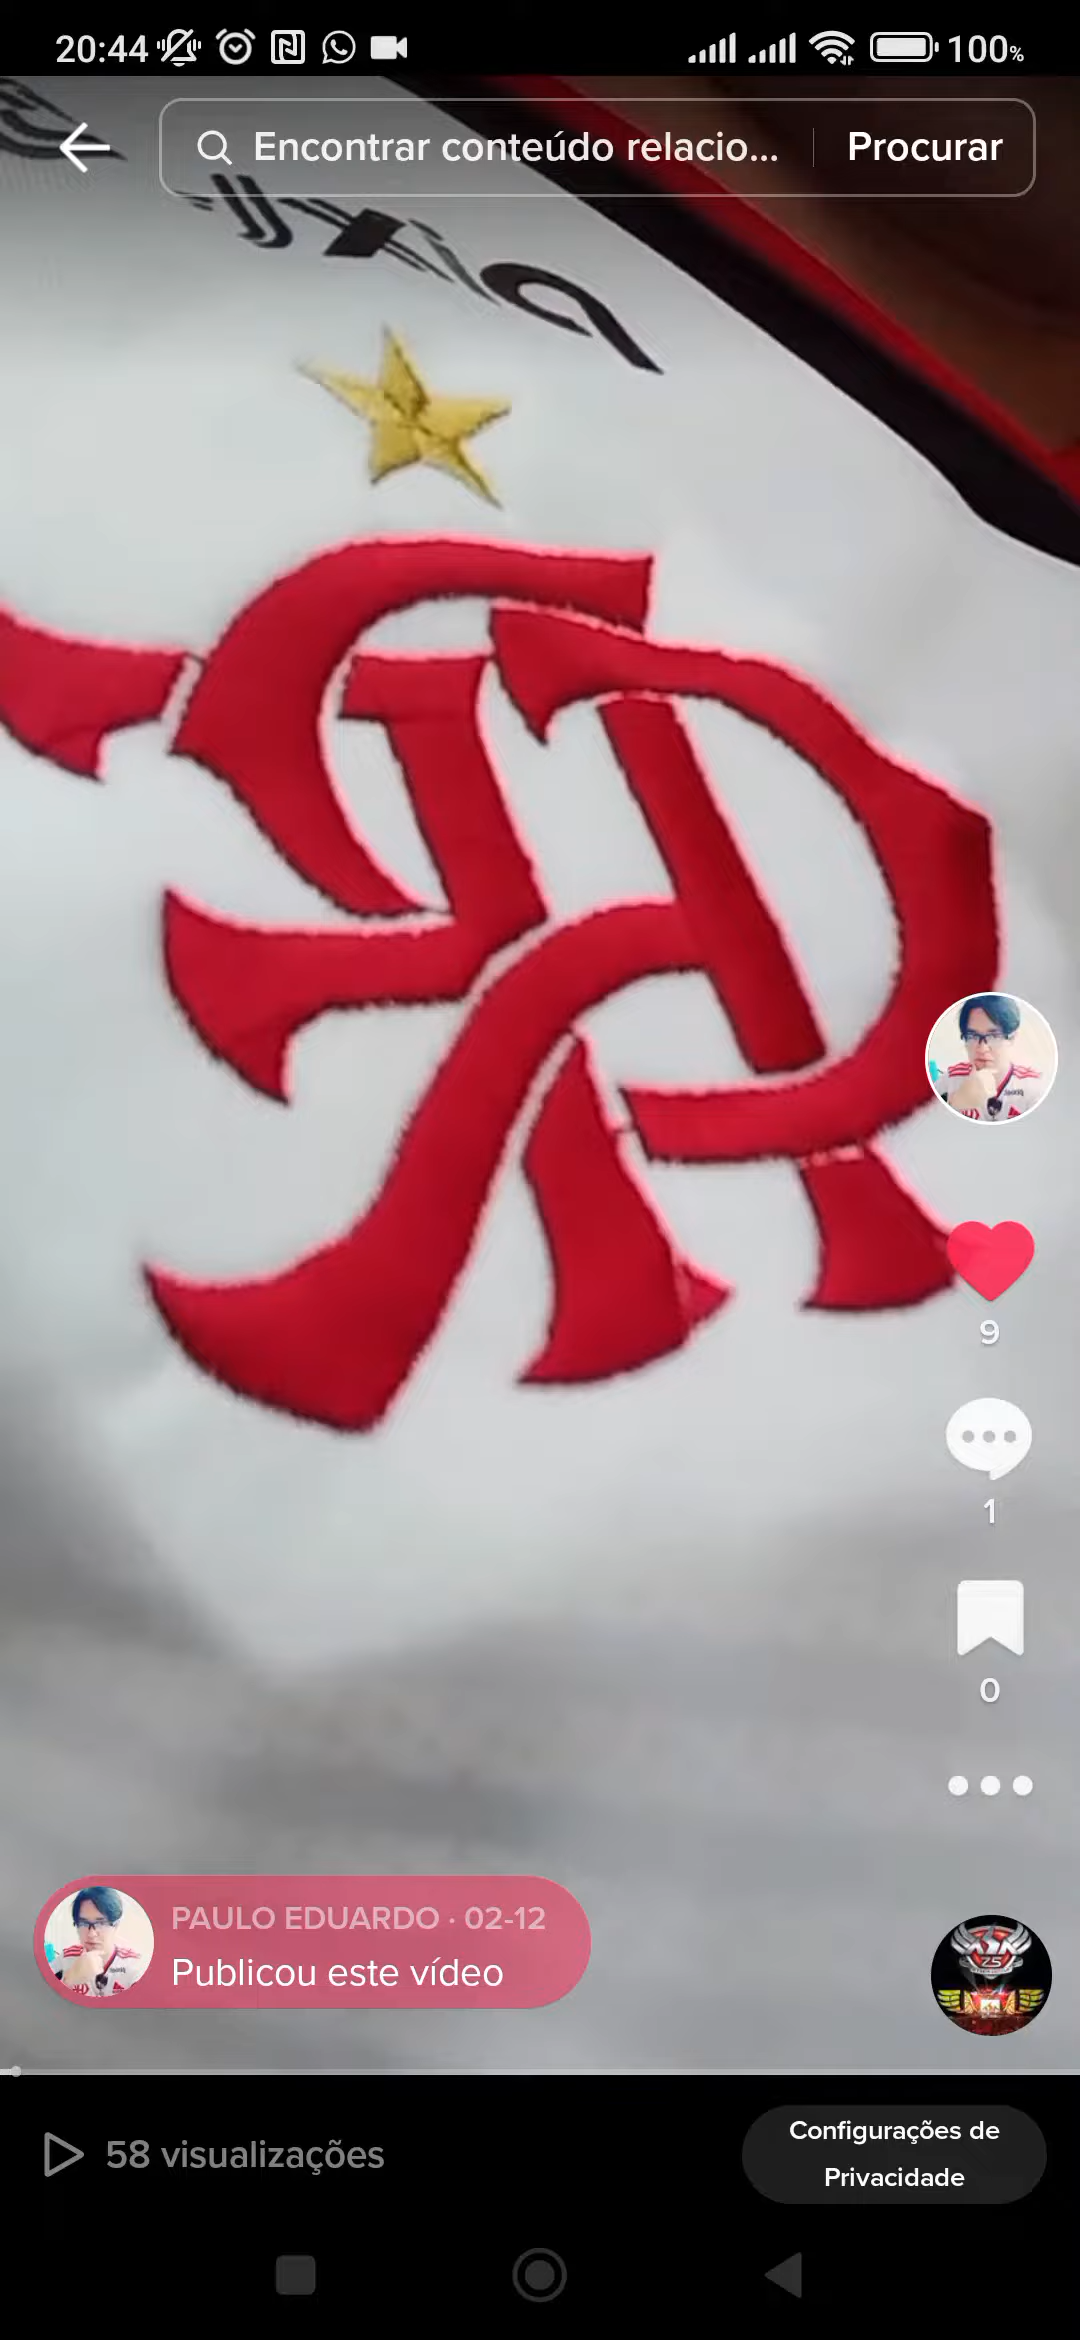 20:44 100%
Encontrar conteúdo relacio... Procurar
9
1
0
PAULO EDUARDO · 02-12
Publicou este vídeo
58 visualizações
Configurações de
Privacidade